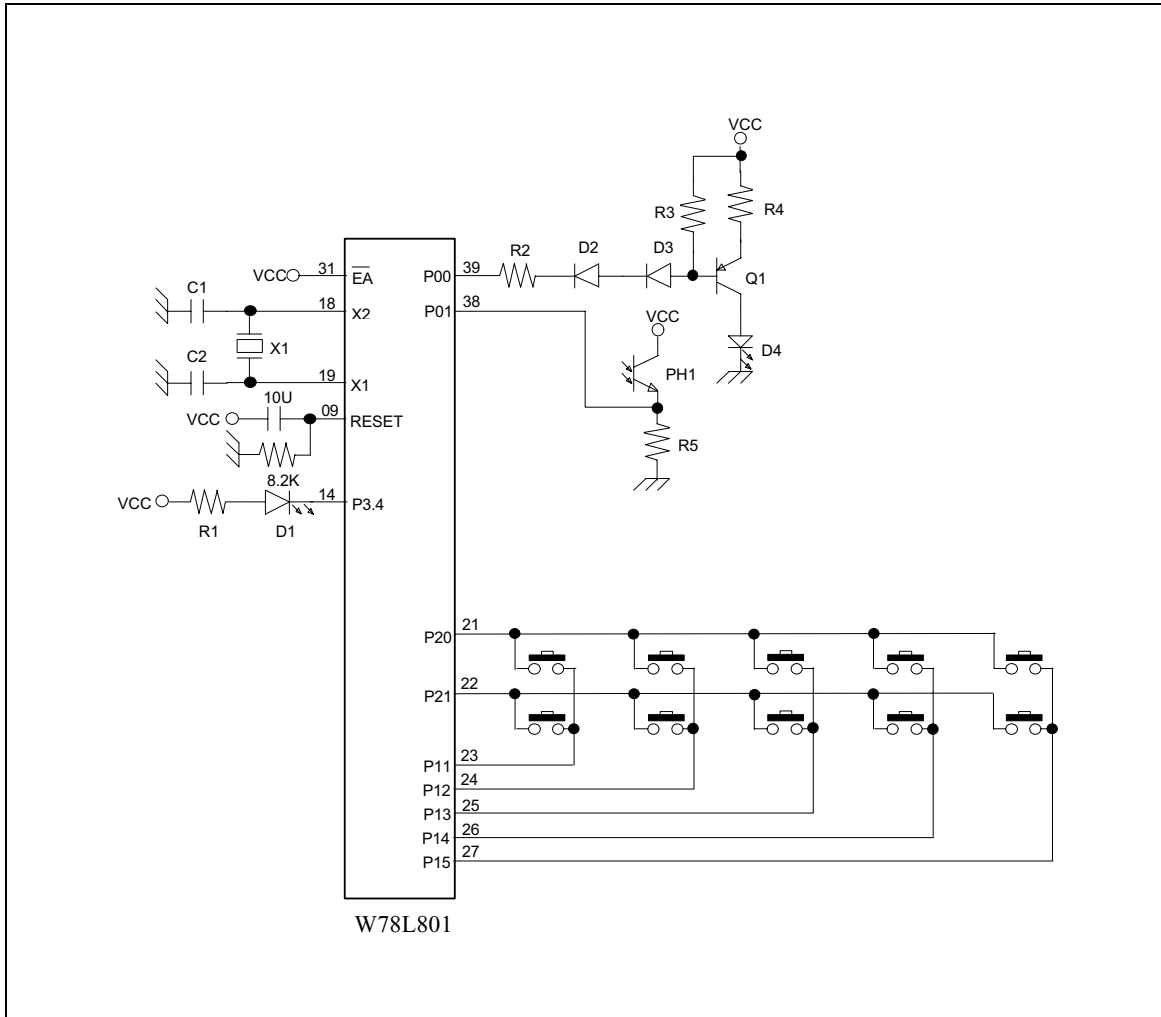 VCC
R3
R4
R2
D2
D3
VCC
31
EA
P00
39
Q1
C1
18
X2
P01
38
VCC
X1
D4
C2
19
X1
PH1
10U
09
VCC
RESET
R5
8.2K
14
P3.4
VCC
R1
D1
21
P20
22
P21
23
P11
24
P12
25
P13
26
P14
27
P15
W78L801